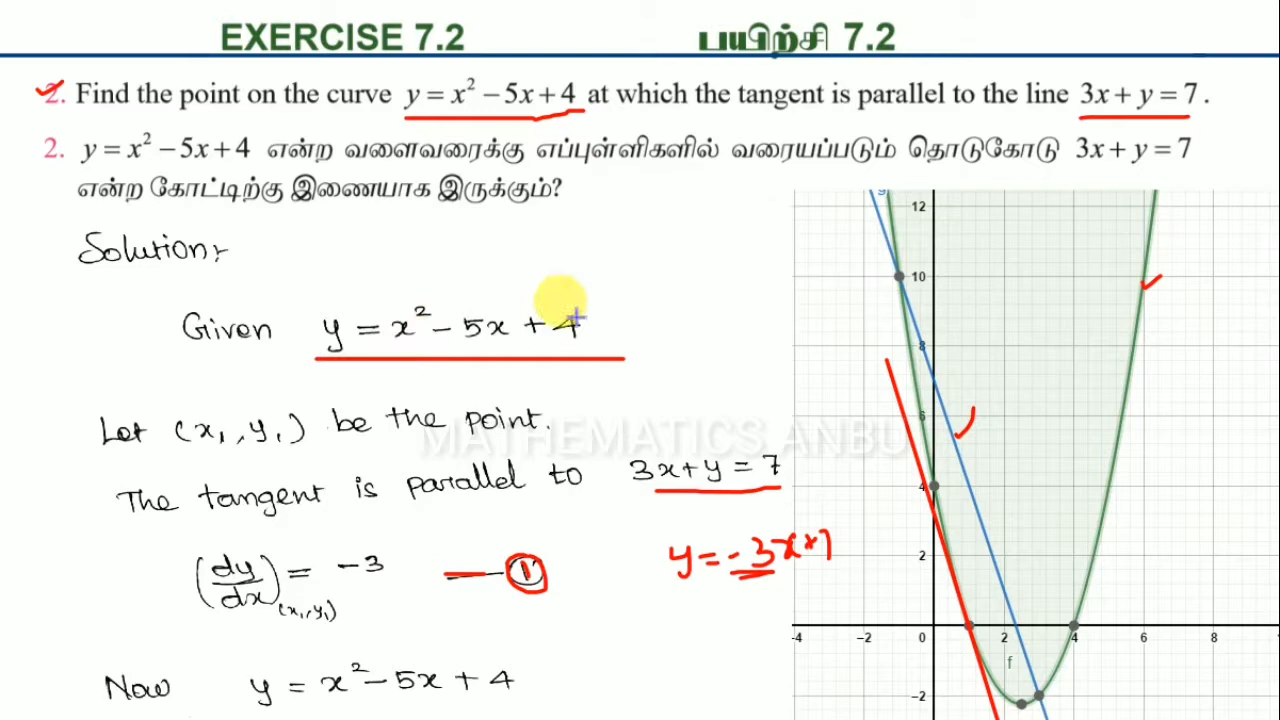 EXERCISE 7.2 பயிற்சி 7.2
2. Find the point on the curve y = x² − 5x + 4 at which the tangent is parallel to the line 3x + y = 7 .
2. y = x² − 5x + 4 என்ற வளைவரைக்கு எப்புள்ளிகளில் வரையப்படும் தொடுகோடு 3x + y = 7
என்ற கோட்டிற்கு இணையாக இருக்கும்?
Solution:-
Given y = x² − 5x + 4
Let (x₁, y₁) be the point.
MATHEMATICS ANBU
The tangent is parallel to 3x + y = 7
y = -3x + 7
(dy/dx)(x₁, y₁) = −3 — ①
Now y = x² − 5x + 4
g
12
10
8
6
4
2
-4 -2 0 2 4 6 8
f
-2